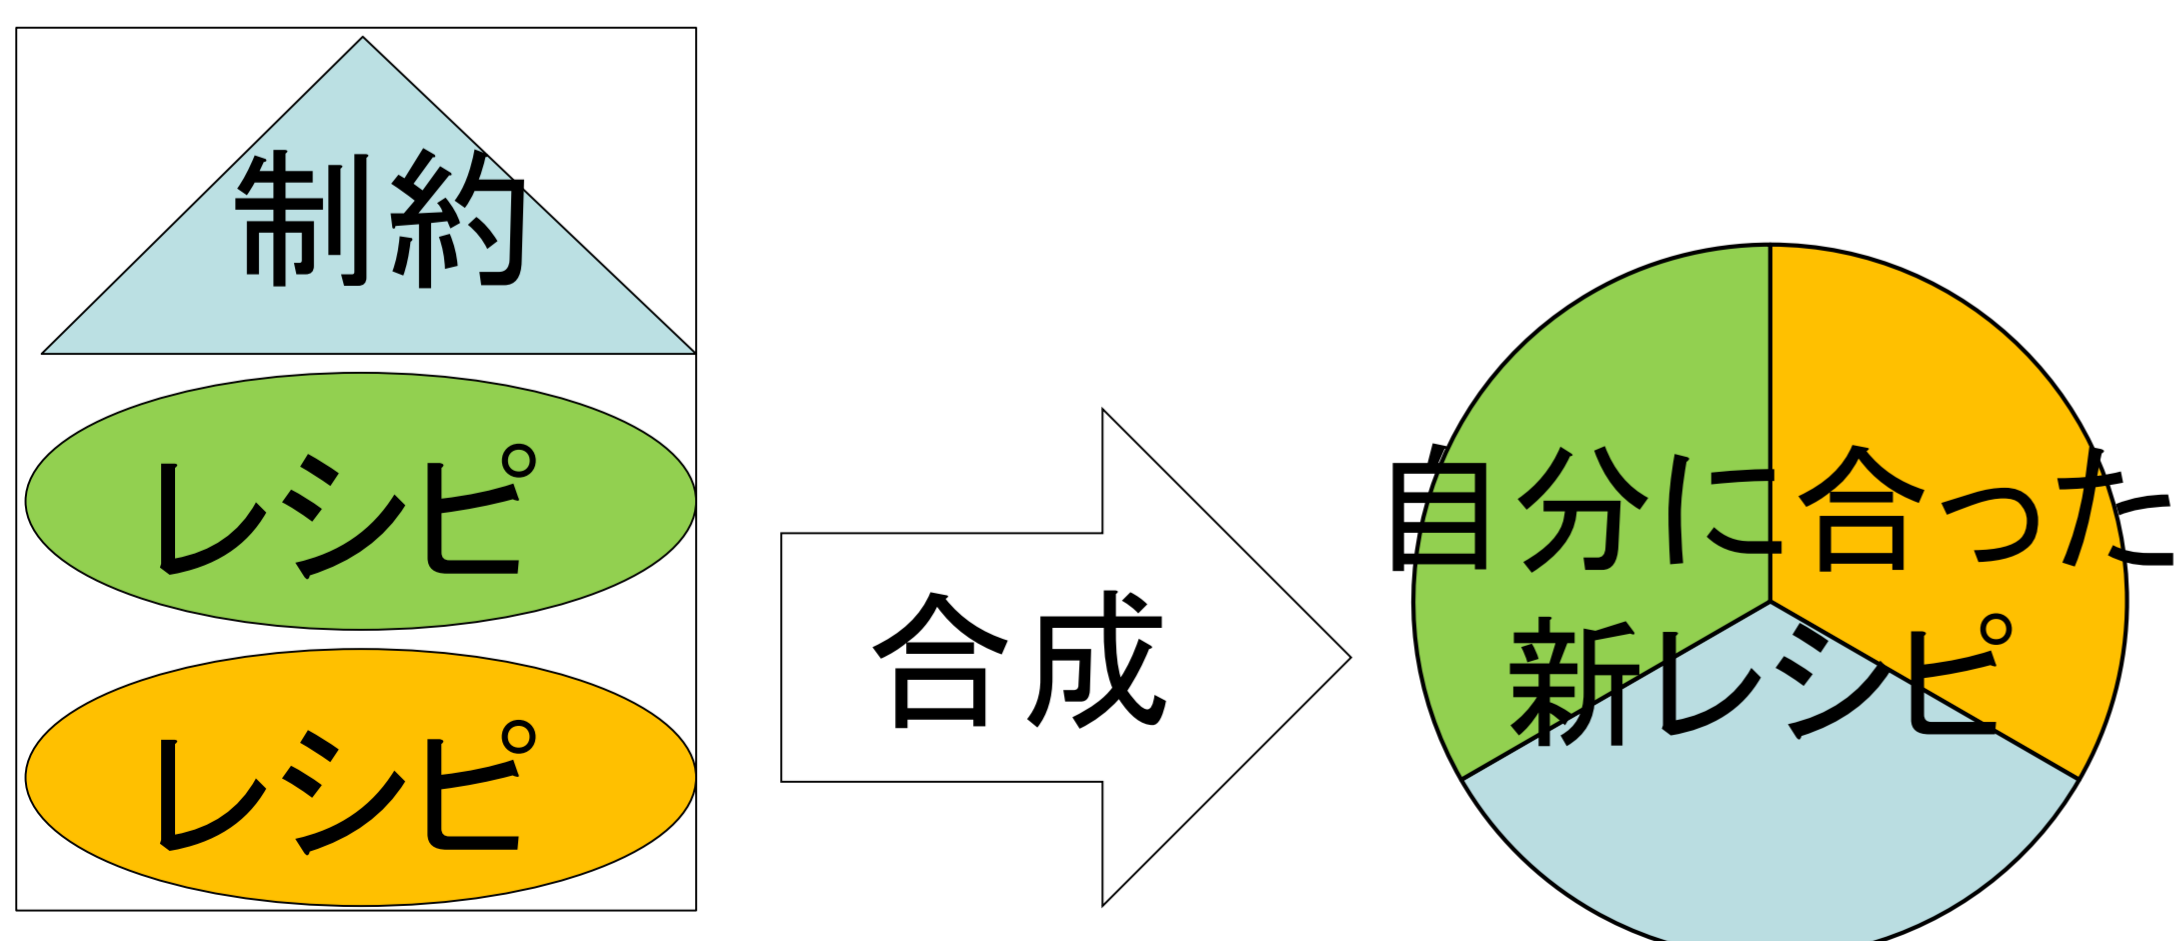 制約
レシピ
レシピ
合成
自分に合った
新レシピ